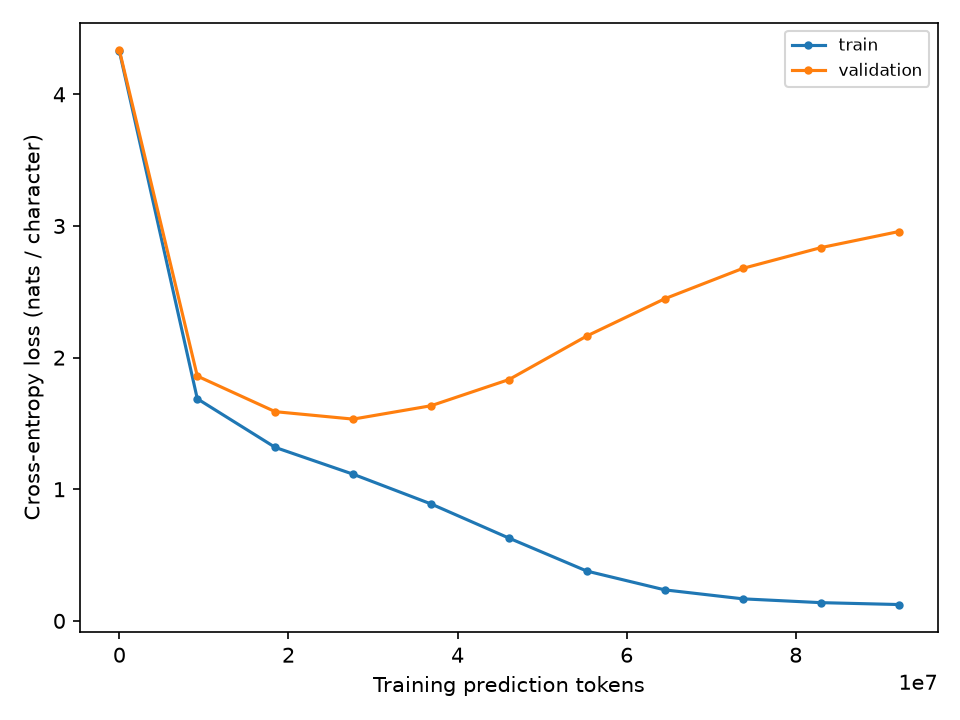 train
validation
4
3
2
1
0
Cross-entropy loss (nats / character)
0
2
4
6
8
1e7
Training prediction tokens